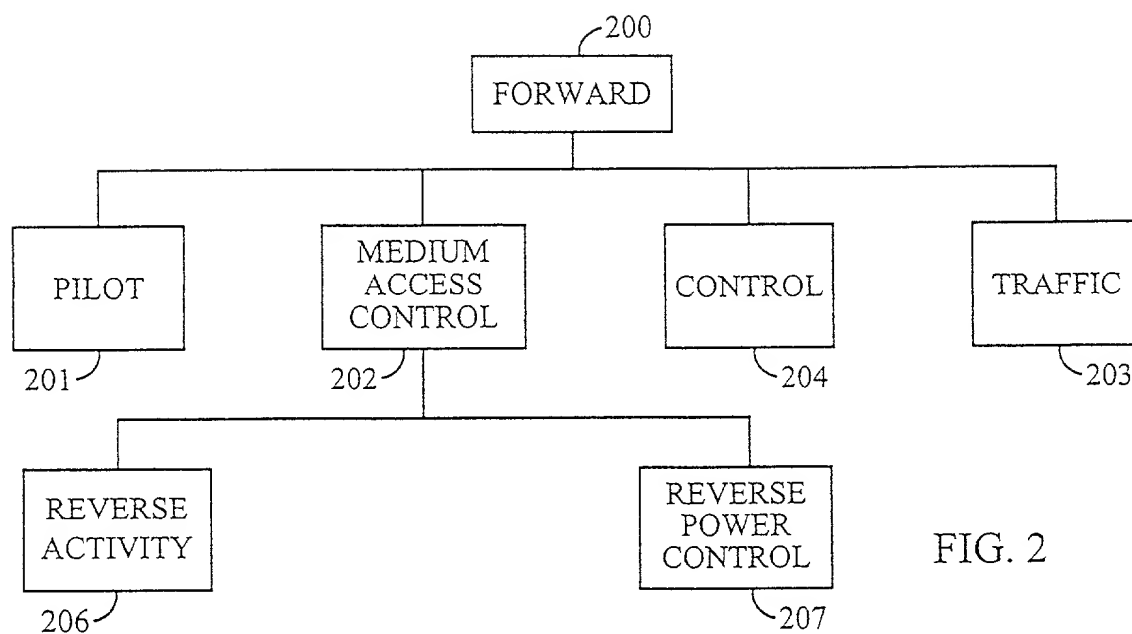 200
FORWARD
PILOT
MEDIUM
ACCESS
CONTROL
CONTROL
TRAFFIC
201
202
204
203
REVERSE
ACTIVITY
REVERSE
POWER
CONTROL
FIG. 2
206
207